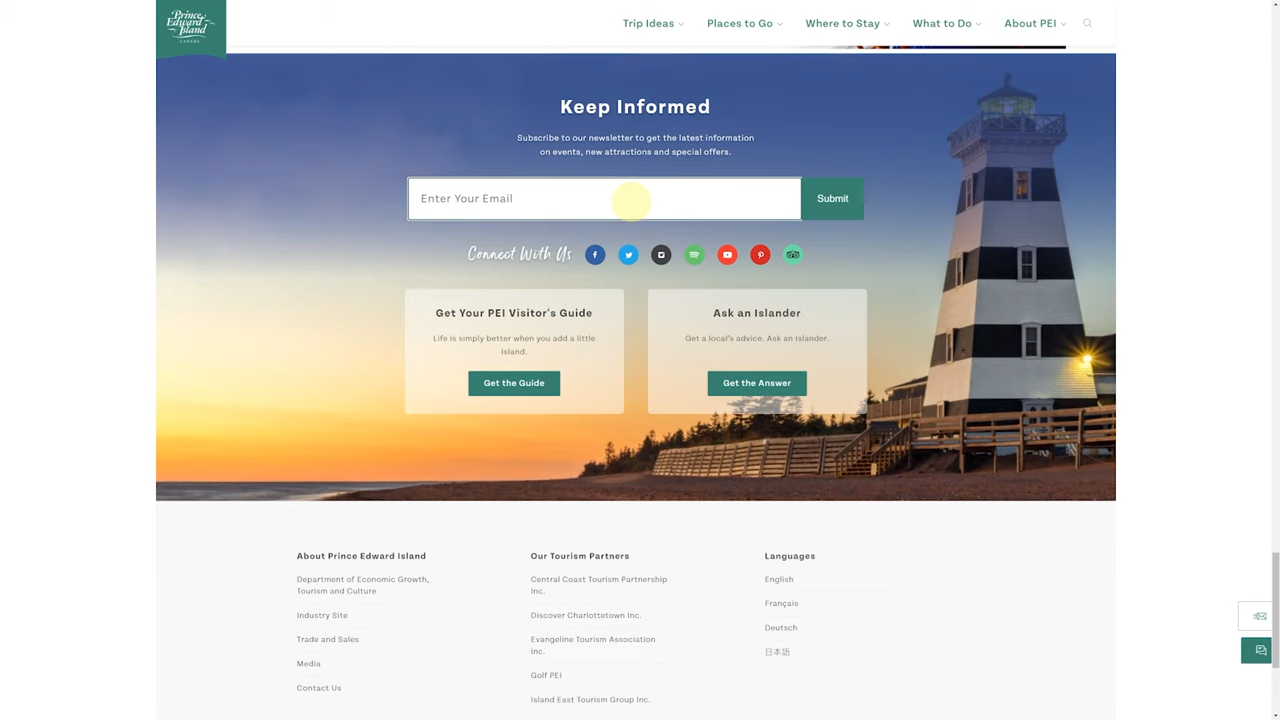 Prince
Edward
Island
CANADA
Trip Ideas
Places to Go
Where to Stay
What to Do
About PEI
Keep Informed
Subscribe to our newsletter to get the latest information
on events, new attractions and special offers.
Enter Your Email
Submit
Connect With Us
Get Your PEI Visitor's Guide
Life is simply better when you add a little
Island.
Get the Guide
Ask an Islander
Get a local's advice. Ask an Islander.
Get the Answer
About Prince Edward Island
Department of Economic Growth,
Tourism and Culture
Industry Site
Trade and Sales
Media
Contact Us
Our Tourism Partners
Central Coast Tourism Partnership
Inc.
Discover Charlottetown Inc.
Evangeline Tourism Association
Inc.
Golf PEI
Island East Tourism Group Inc.
Languages
English
Français
Deutsch
日本語